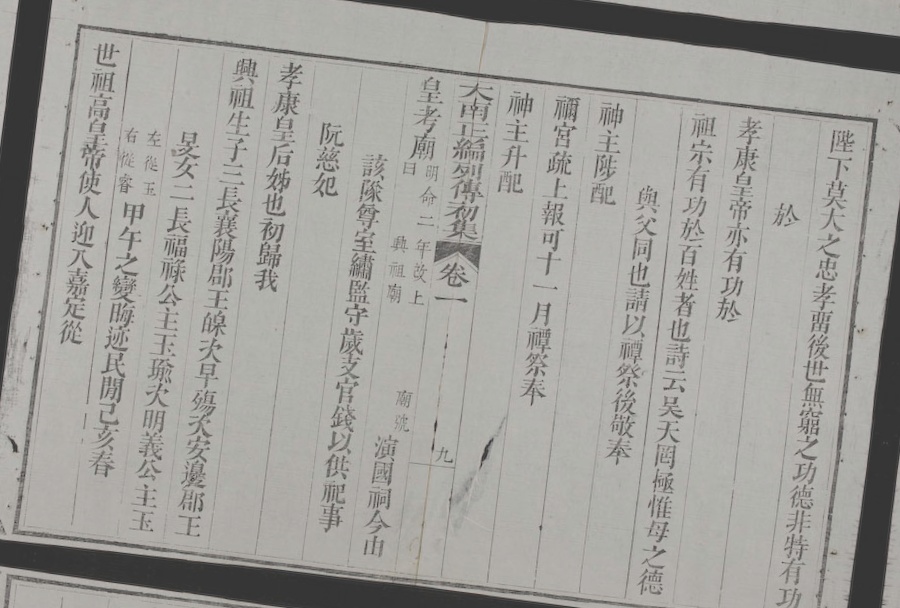 陛下莫大之忠孝畱後世無窮之功德非特有功
於
孝康皇帝亦有功於
祖宗有功於百姓者也詩云昊天罔極惟母之德
與父同也請以禫祭後敬奉
神主陟配
禰宮疏上報可十一月禫祭奉
神主升配
大南正編列傳初集 卷一 九
皇考廟明命二年改上廟號曰興祖廟演國祠今由
該隊尊室繡監守歲支官錢以供祀事
阮慈妃
孝康皇后姊也初歸我
興祖生子三長襄陽郡王皡次早殤次安邊郡王
旻女二長福祿公主玉瑜次明義公主玉
左從玉右從睿甲午之變晦迹民間己亥春
世祖高皇帝使人迎入嘉定從